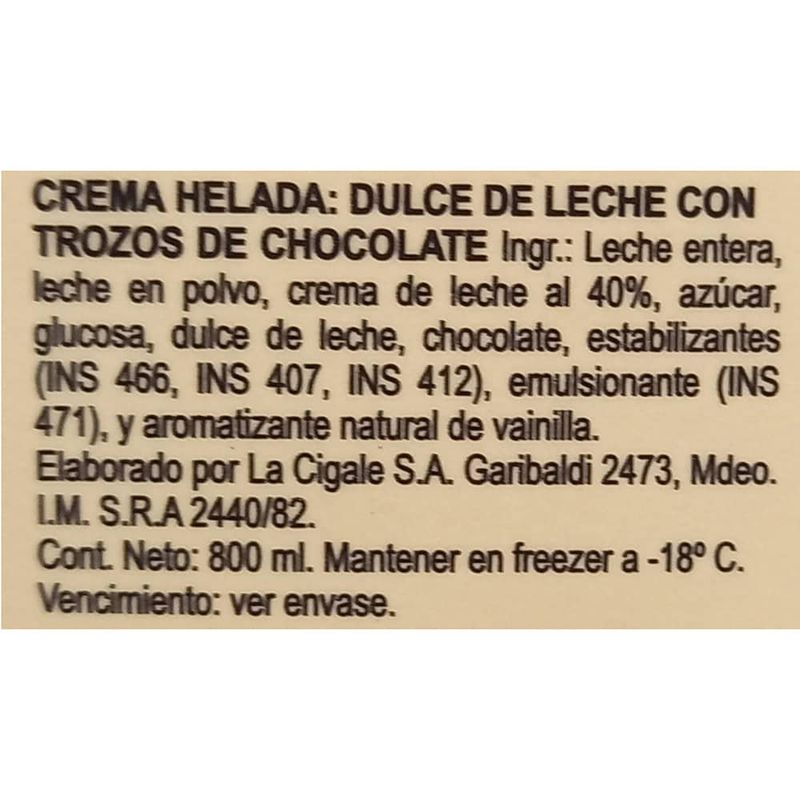 CREMA HELADA: DULCE DE LECHE CON
TROZOS DE CHOCOLATE Ingr.: Leche entera,
leche en polvo, crema de leche al 40%, azúcar,
glucosa, dulce de leche, chocolate, estabilizantes
(INS 466, INS 407, INS 412), emulsionante (INS
471), y aromatizante natural de vainilla.
Elaborado por La Cigale S.A. Garibaldi 2473, Mdeo.
I.M. S.R.A 2440/82.
Cont. Neto: 800 ml. Mantener en freezer a -18º C.
Vencimiento: ver envase.